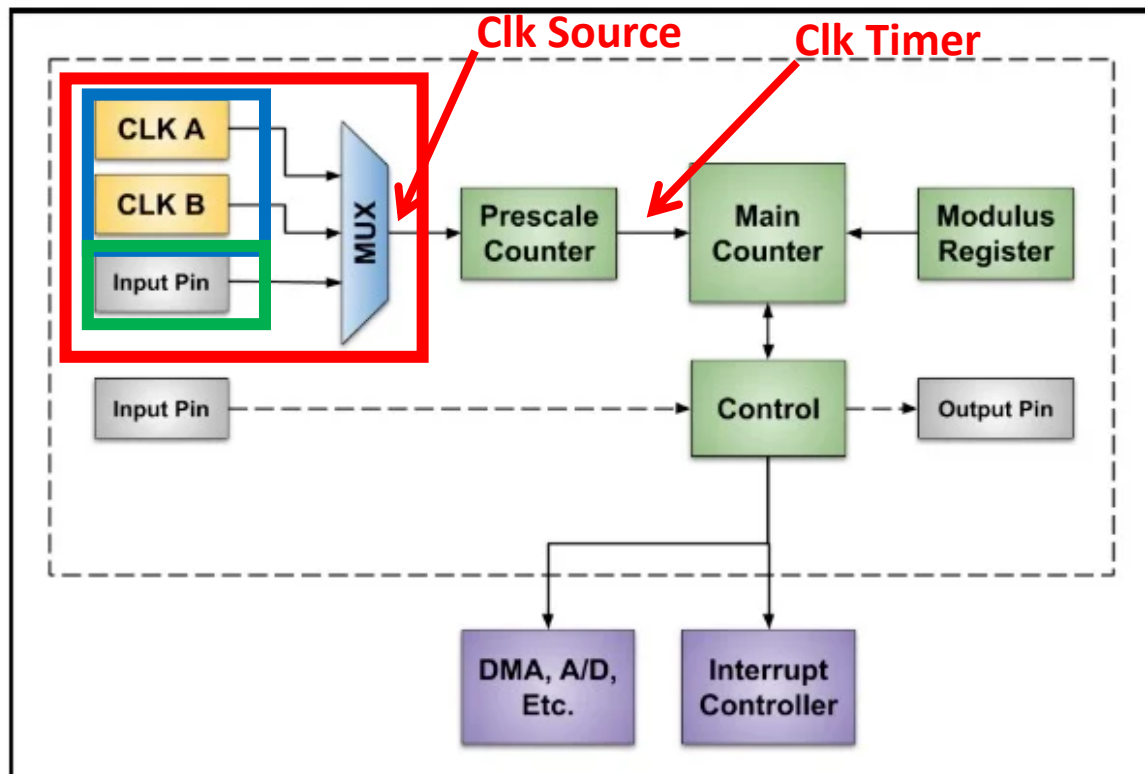 Clk Source
Clk Timer
CLK A
CLK B
Input Pin
MUX
Prescale
Counter
Main
Counter
Modulus
Register
Input Pin
Control
Output Pin
DMA, A/D,
Etc.
Interrupt
Controller